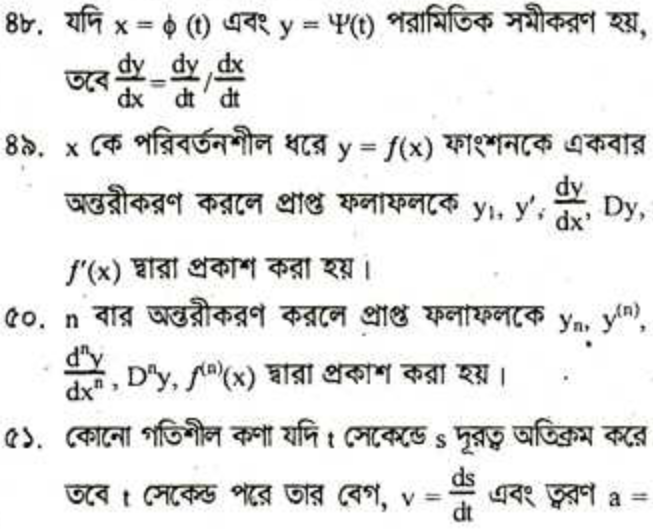 ৪৮. যদি x = ϕ (t) এবং y = Ψ(t) পরামিতিক সমীকরণ হয়,
তবে dy/dx = dy/dt / dx/dt
৪৯. x কে পরিবর্তনশীল ধরে y = f(x) ফাংশনকে একবার
অন্তরীকরণ করলে প্রাপ্ত ফলাফলকে y₁, y′, dy/dx, Dy,
f′(x) দ্বারা প্রকাশ করা হয়।
৫০. n বার অন্তরীকরণ করলে প্রাপ্ত ফলাফলকে yₙ, y⁽ⁿ⁾,
dⁿy/dxⁿ, Dⁿy, f⁽ⁿ⁾(x) দ্বারা প্রকাশ করা হয়।
৫১. কোনো গতিশীল কণা যদি t সেকেন্ডে s দূরত্ব অতিক্রম করে
তবে t সেকেন্ড পরে তার বেগ, v = ds/dt এবং ত্বরণ a =